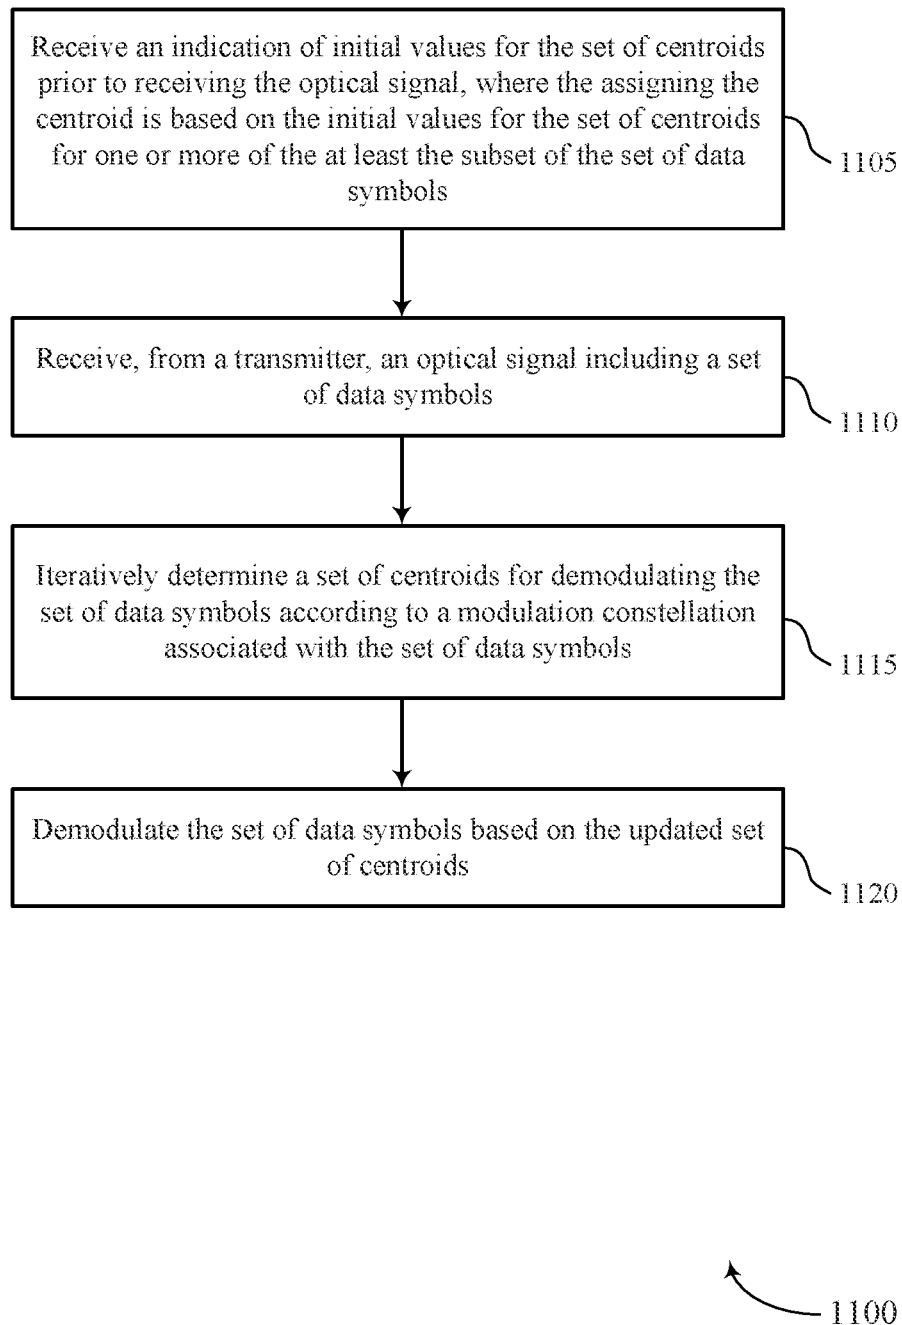 Receive an indication of initial values for the set of centroids
prior to receiving the optical signal, where the assigning the
centroid is based on the initial values for the set of centroids
for one or more of the at least the subset of the set of data
symbols
1105
Receive, from a transmitter, an optical signal including a set
of data symbols
1110
Iteratively determine a set of centroids for demodulating the
set of data symbols according to a modulation constellation
associated with the set of data symbols
1115
Demodulate the set of data symbols based on the updated set
of centroids
1120
1100